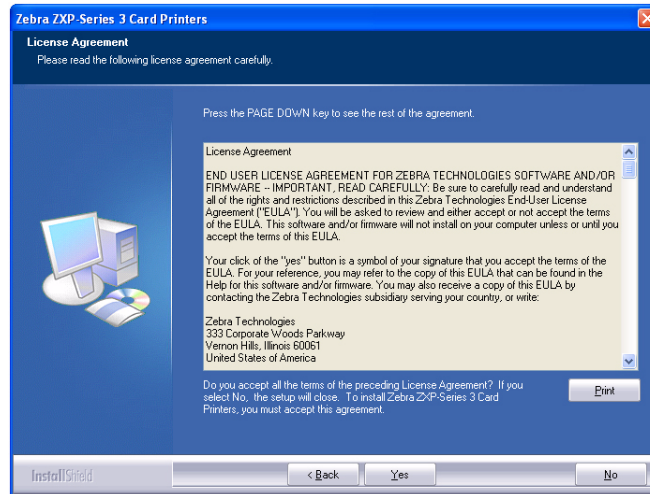 Zebra ZXP-Series 3 Card Printers
License Agreement
Please read the following license agreement carefully.
Press the PAGE DOWN key to see the rest of the agreement.
License Agreement
END USER LICENSE AGREEMENT FOR ZEBRA TECHNOLOGIES SOFTWARE AND/OR
FIRMWARE -- IMPORTANT, READ CAREFULLY: Be sure to carefully read and understand
all of the rights and restrictions described in this Zebra Technologies End-User License
Agreement ("EULA"). You will be asked to review and either accept or not accept the terms
of the EULA. This software and/or firmware will not install on your computer unless or until you
accept the terms of this EULA.
Your click of the "yes" button is a symbol of your signature that you accept the terms of the
EULA. For your reference, you may refer to the copy of this EULA that can be found in the
Help for this software and/or firmware. You may also receive a copy of this EULA by
contacting the Zebra Technologies subsidiary serving your country, or write:
Zebra Technologies
333 Corporate Woods Parkway
Vernon Hills, Illinois 60061
United States of America
Do you accept all the terms of the preceding License Agreement? If you
select No, the setup will close. To install Zebra ZXP-Series 3 Card
Printers, you must accept this agreement.
Print
InstallShield
< Back
Yes
No